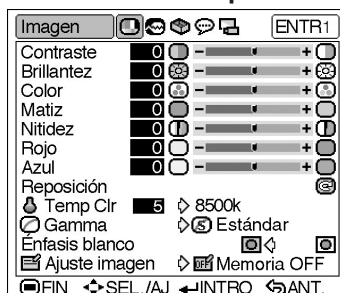 Imagen ENTR1
Contraste 0 - +
Brillantez 0 - +
Color 0 - +
Matiz 0 - +
Nitidez 0 - +
Rojo 0 - +
Azul 0 - +
Reposición
Temp Clr 5 8500k
Gamma S Estándar
Énfasis blanco
Ajuste imagen OFF Memoria OFF
FIN SEL./AJ INTRO ANT.